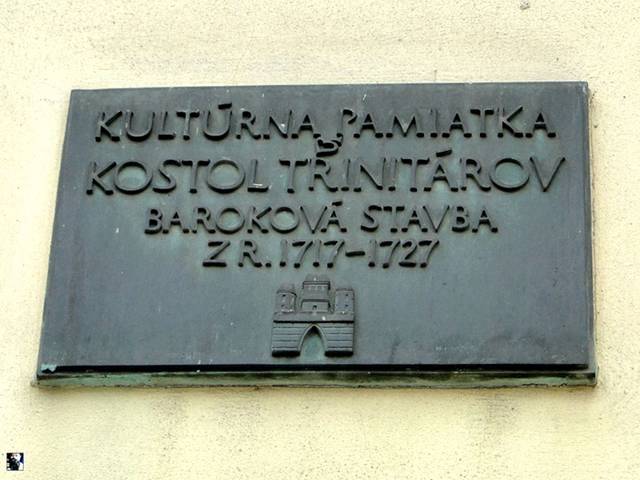 KULTÚRNA PAMIATKA
KOSTOL TRINITÁROV
BAROKOVÁ STAVBA
Z R. 1717-1727